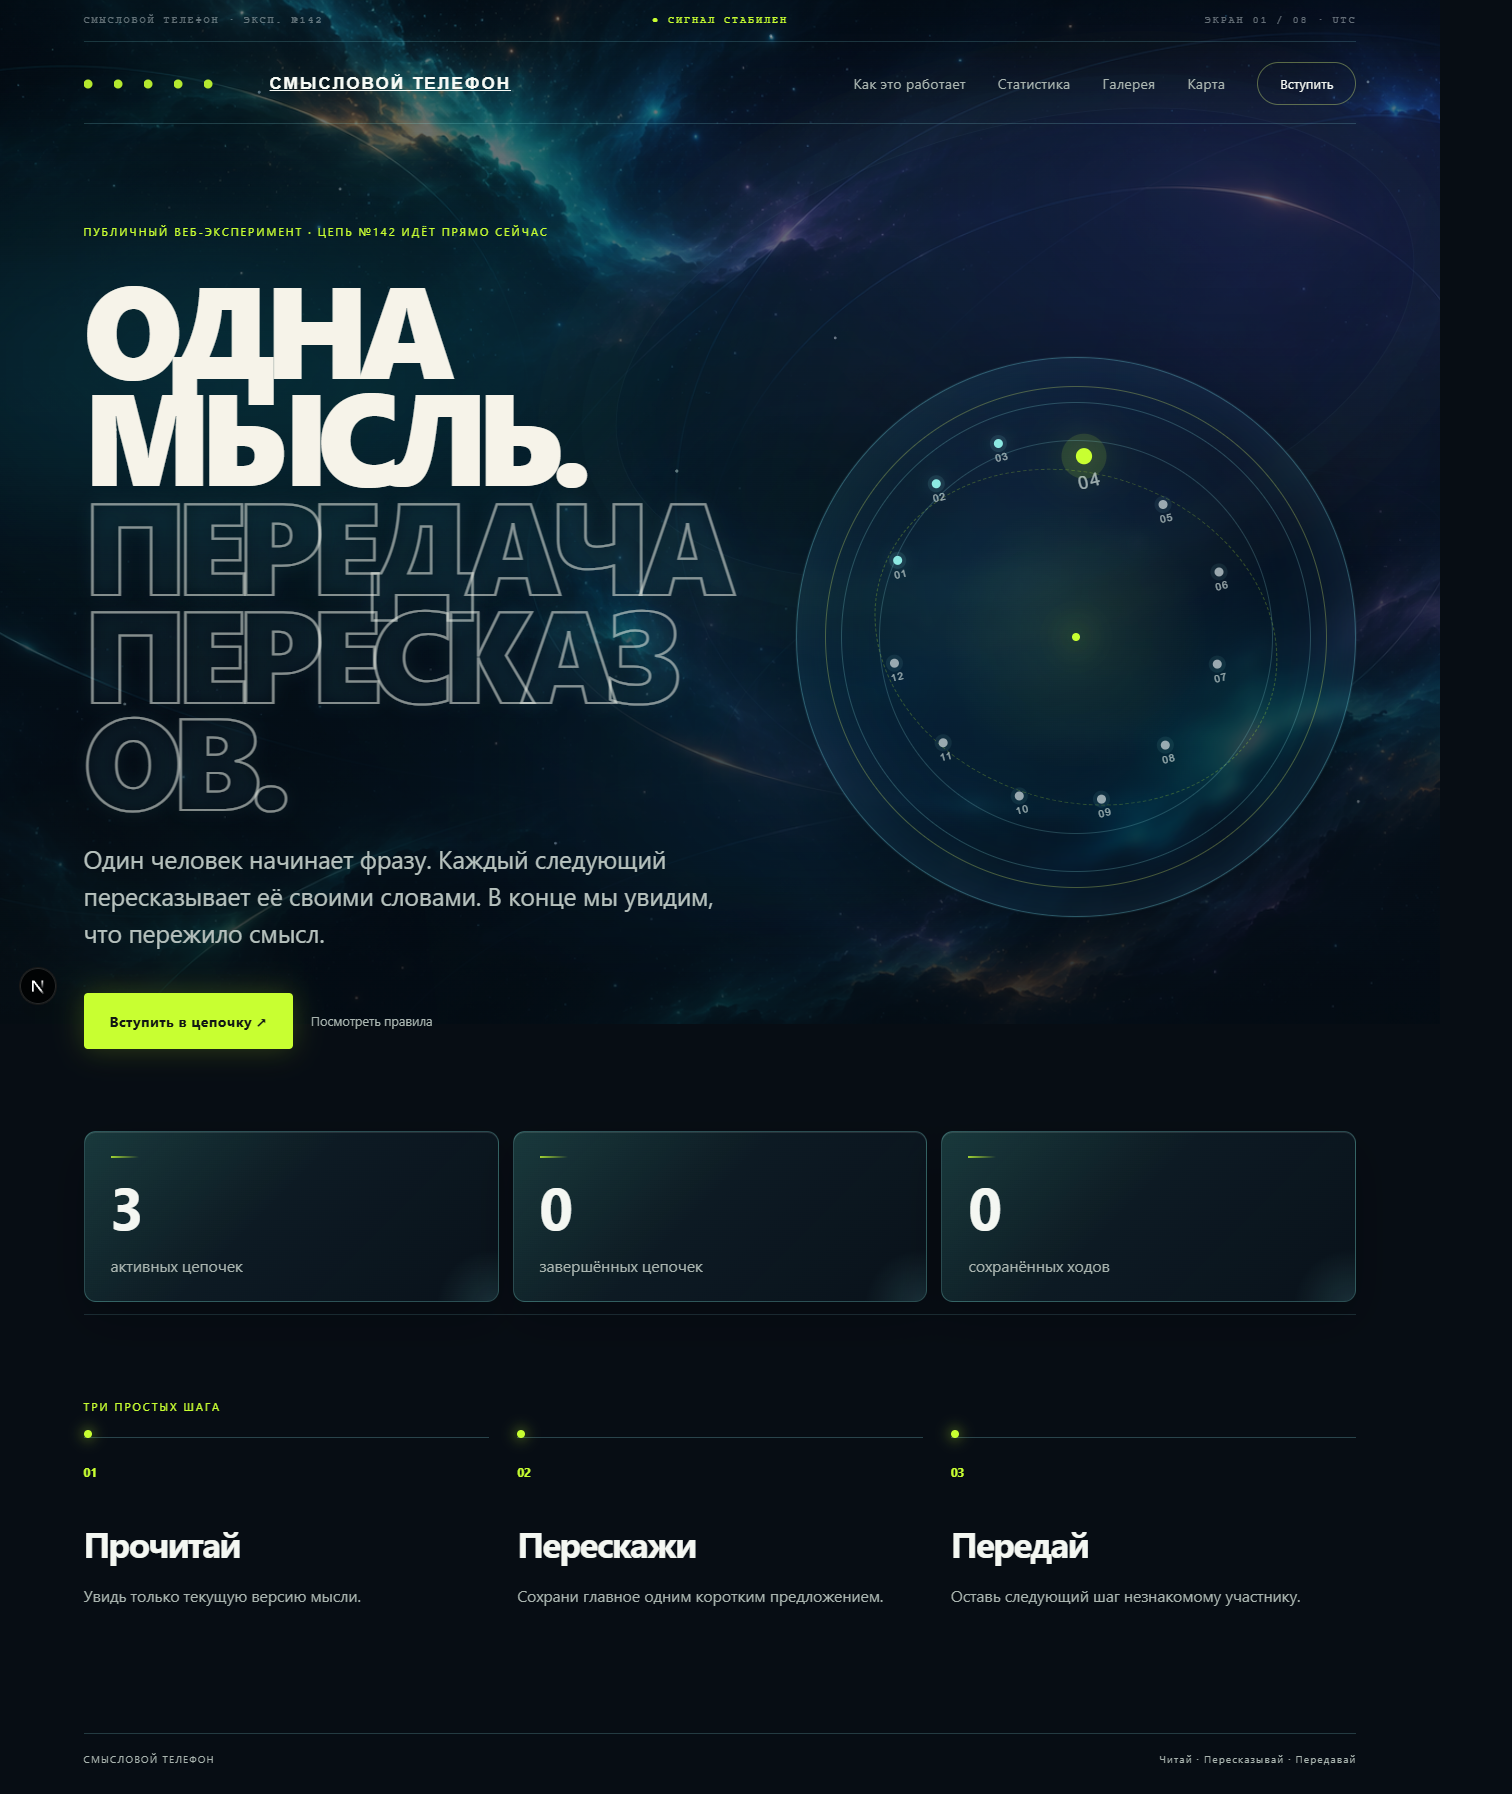 СМЫСЛОВОЙ ТЕЛЕФОН · ЭКСП. №142
СИГНАЛ СТАБИЛЕН
ЭКРАН 01 / 08 · UTC
СМЫСЛОВОЙ ТЕЛЕФОН
Как это работает
Статистика
Галерея
Карта
Вступить
ПУБЛИЧНЫЙ ВЕБ-ЭКСПЕРИМЕНТ · ЦЕПЬ №142 ИДЁТ ПРЯМО СЕЙЧАС
ОДНА
МЫСЛЬ.
ПЕРЕДАЧА
ПЕРЕСКАЗ
ОВ.
03
04
02
05
01
06
12
07
11
08
10
09
Один человек начинает фразу. Каждый следующий
пересказывает её своими словами. В конце мы увидим,
что пережило смысл.
N
Вступить в цепочку ↗
Посмотреть правила
3
активных цепочек
0
завершённых цепочек
0
сохранённых ходов
ТРИ ПРОСТЫХ ШАГА
01
Прочитай
Увидь только текущую версию мысли.
02
Перескажи
Сохрани главное одним коротким предложением.
03
Передай
Оставь следующий шаг незнакомому участнику.
СМЫСЛОВОЙ ТЕЛЕФОН
Читай · Пересказывай · Передавай